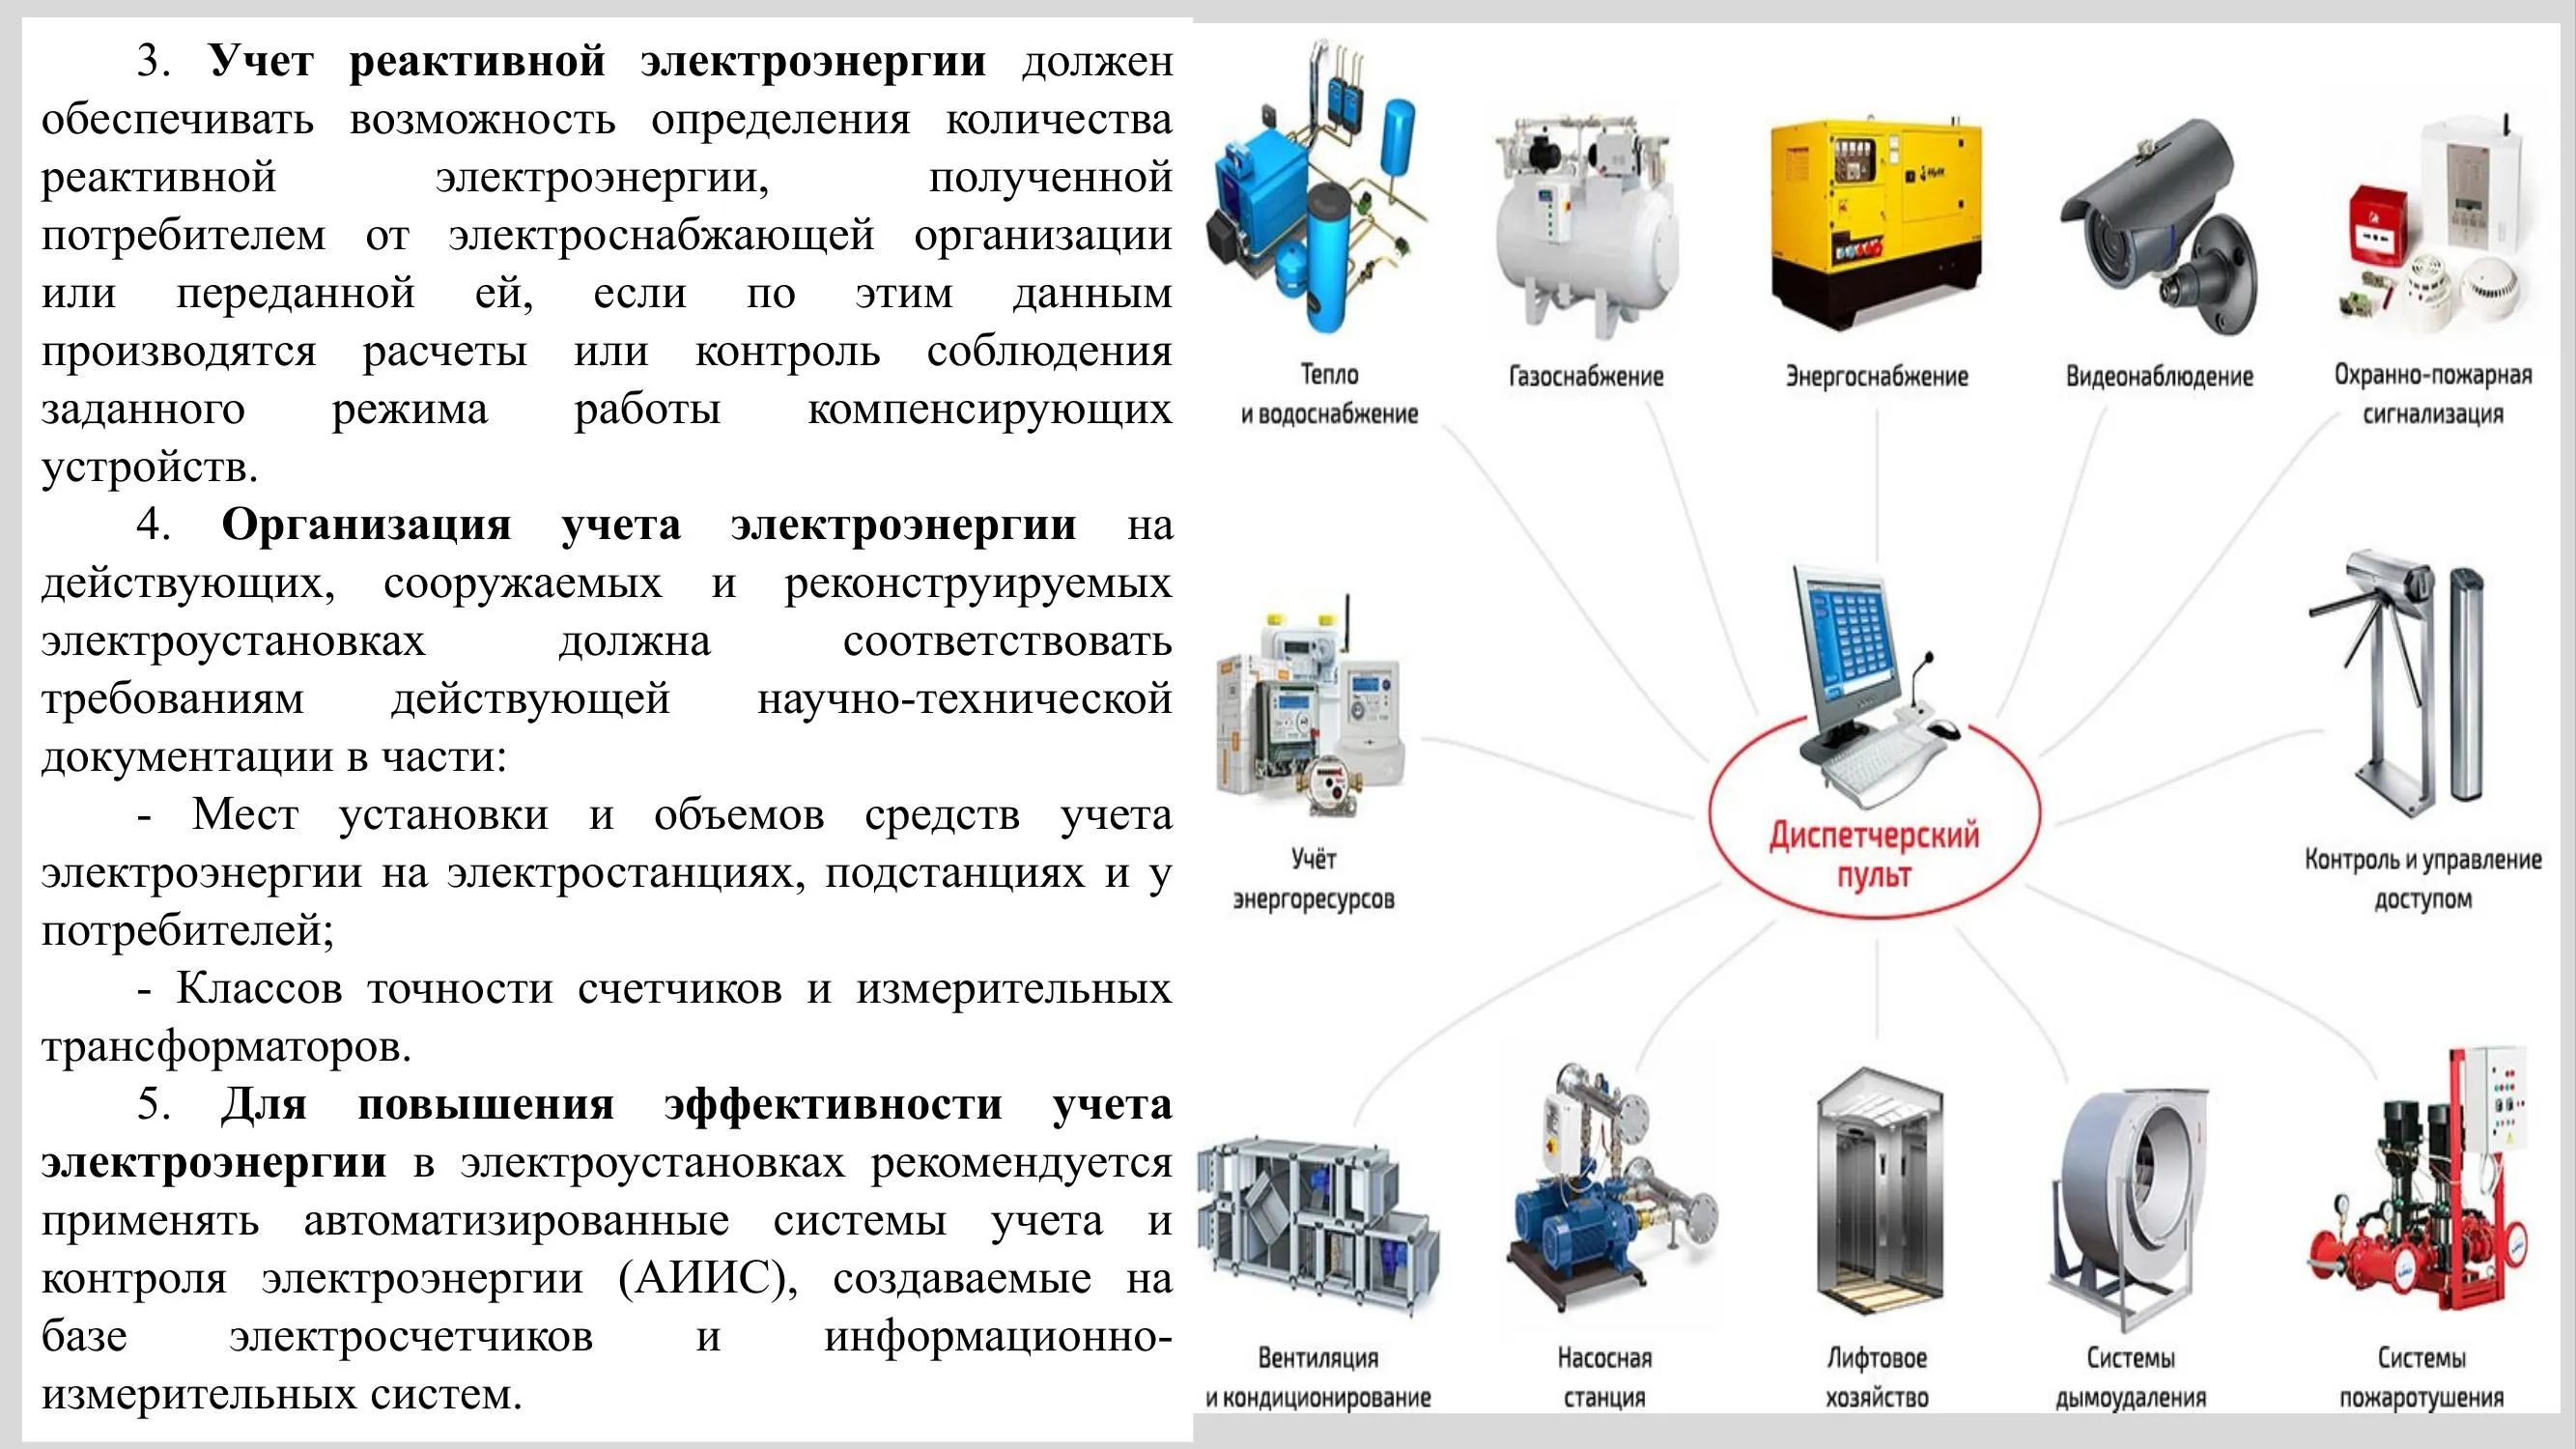 3. Учет реактивной электроэнергии должен
обеспечивать возможность определения количества
реактивной электроэнергии, полученной
потребителем от электроснабжающей организации
или переданной ей, если по этим данным
производятся расчеты или контроль соблюдения
заданного режима работы компенсирующих
устройств.
4. Организация учета электроэнергии на
действующих, сооружаемых и реконструируемых
электроустановках должна соответствовать
требованиям действующей научно-технической
документации в части:
- Мест установки и объемов средств учета
электроэнергии на электростанциях, подстанциях и у
потребителей;
- Классов точности счетчиков и измерительных
трансформаторов.
5. Для повышения эффективности учета
электроэнергии в электроустановках рекомендуется
применять автоматизированные системы учета и
контроля электроэнергии (АИИС), создаваемые на
базе электросчетчиков и информационно-
измерительных систем.
Тепло
и водоснабжение
Газоснабжение
Энергоснабжение
Видеонаблюдение
Охранно-пожарная
сигнализация
Учёт
энергоресурсов
Диспетчерский
пульт
Контроль и управление
доступом
Вентиляция
и кондиционирование
Насосная
станция
Лифтовое
хозяйство
Системы
дымоудаления
Системы
пожаротушения